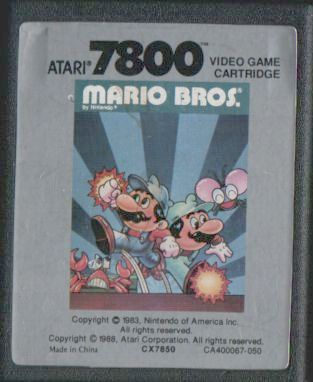 ATARI® 7800™ VIDEO GAME
CARTRIDGE
MARIO BROS.®
by Nintendo®
Copyright © 1983, Nintendo of America Inc.
All rights reserved.
Copyright © 1988, Atari Corporation. All rights reserved.
Made in China CX7850 CA400067-050